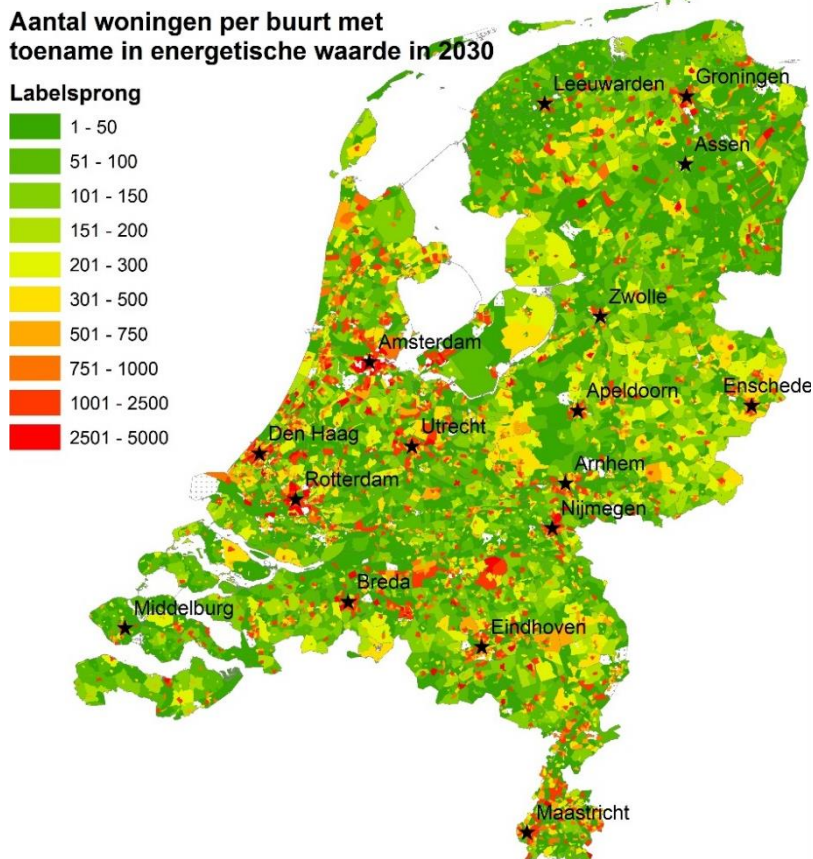 Aantal woningen per buurt met
toename in energetische waarde in 2030
Labelsprong
1 - 50
51 - 100
101 - 150
151 - 200
201 - 300
301 - 500
501 - 750
751 - 1000
1001 - 2500
2501 - 5000
Leeuwarden
Groningen
Assen
Zwolle
Amsterdam
Apeldoorn
Enschede
Utrecht
Den Haag
Arnhem
Rotterdam
Nijmegen
Breda
Middelburg
Eindhoven
Maastricht